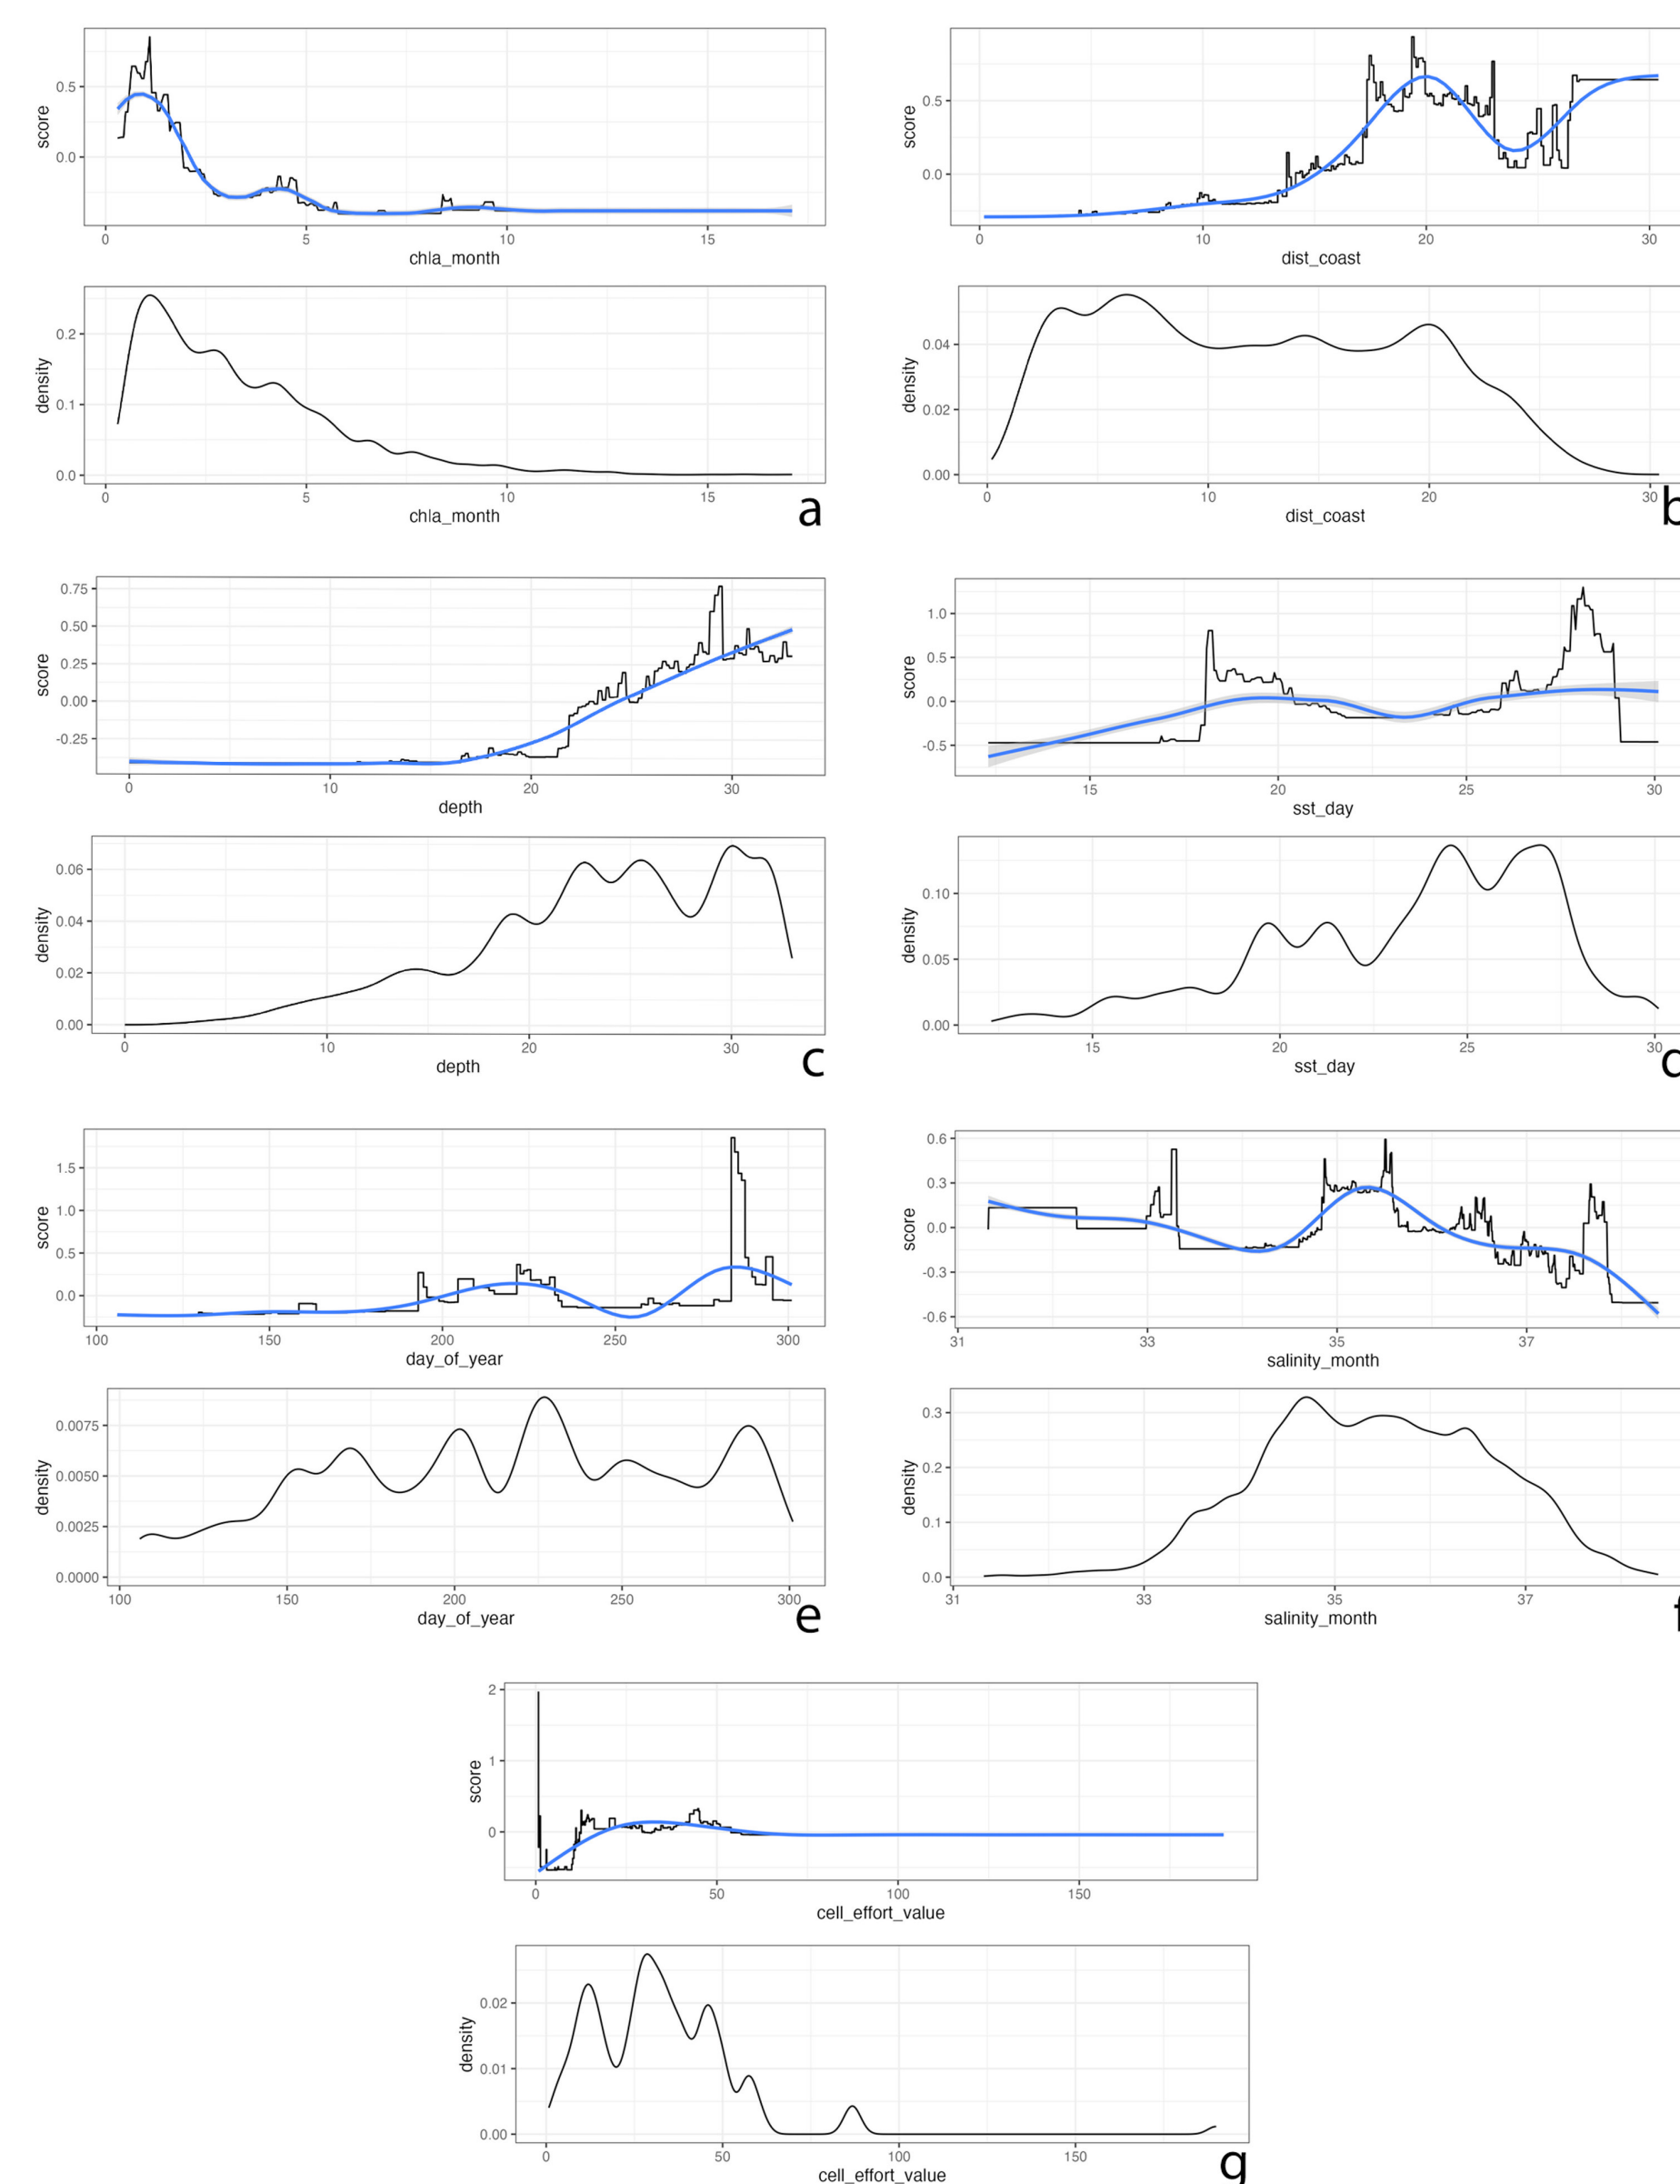 score
0.5
0.0
0 5 10 15
chla_month
score
0.5
0.0
0 10 20 30
dist_coast
density
0.2
0.1
0.0
0 5 10 15
chla_month
a
density
0.04
0.02
0.00
0 10 20 30
dist_coast
b
score
0.75
0.50
0.25
0.00
-0.25
0 10 20 30
depth
score
1.0
0.5
0.0
-0.5
15 20 25 30
sst_day
density
0.06
0.04
0.02
0.00
0 10 20 30
depth
c
density
0.10
0.05
0.00
15 20 25 30
sst_day
score
1.5
1.0
0.5
0.0
100 150 200 250 300
day_of_year
score
0.6
0.3
0.0
-0.3
-0.6
31 33 35 37
salinity_month
density
0.0075
0.0050
0.0025
0.0000
100 150 200 250 300
day_of_year
e
density
0.3
0.2
0.1
0.0
31 33 35 37
salinity_month
score
2
1
0
0 50 100 150
cell_effort_value
density
0.02
0.01
0.00
0 50 100 150
cell_effort_value
g